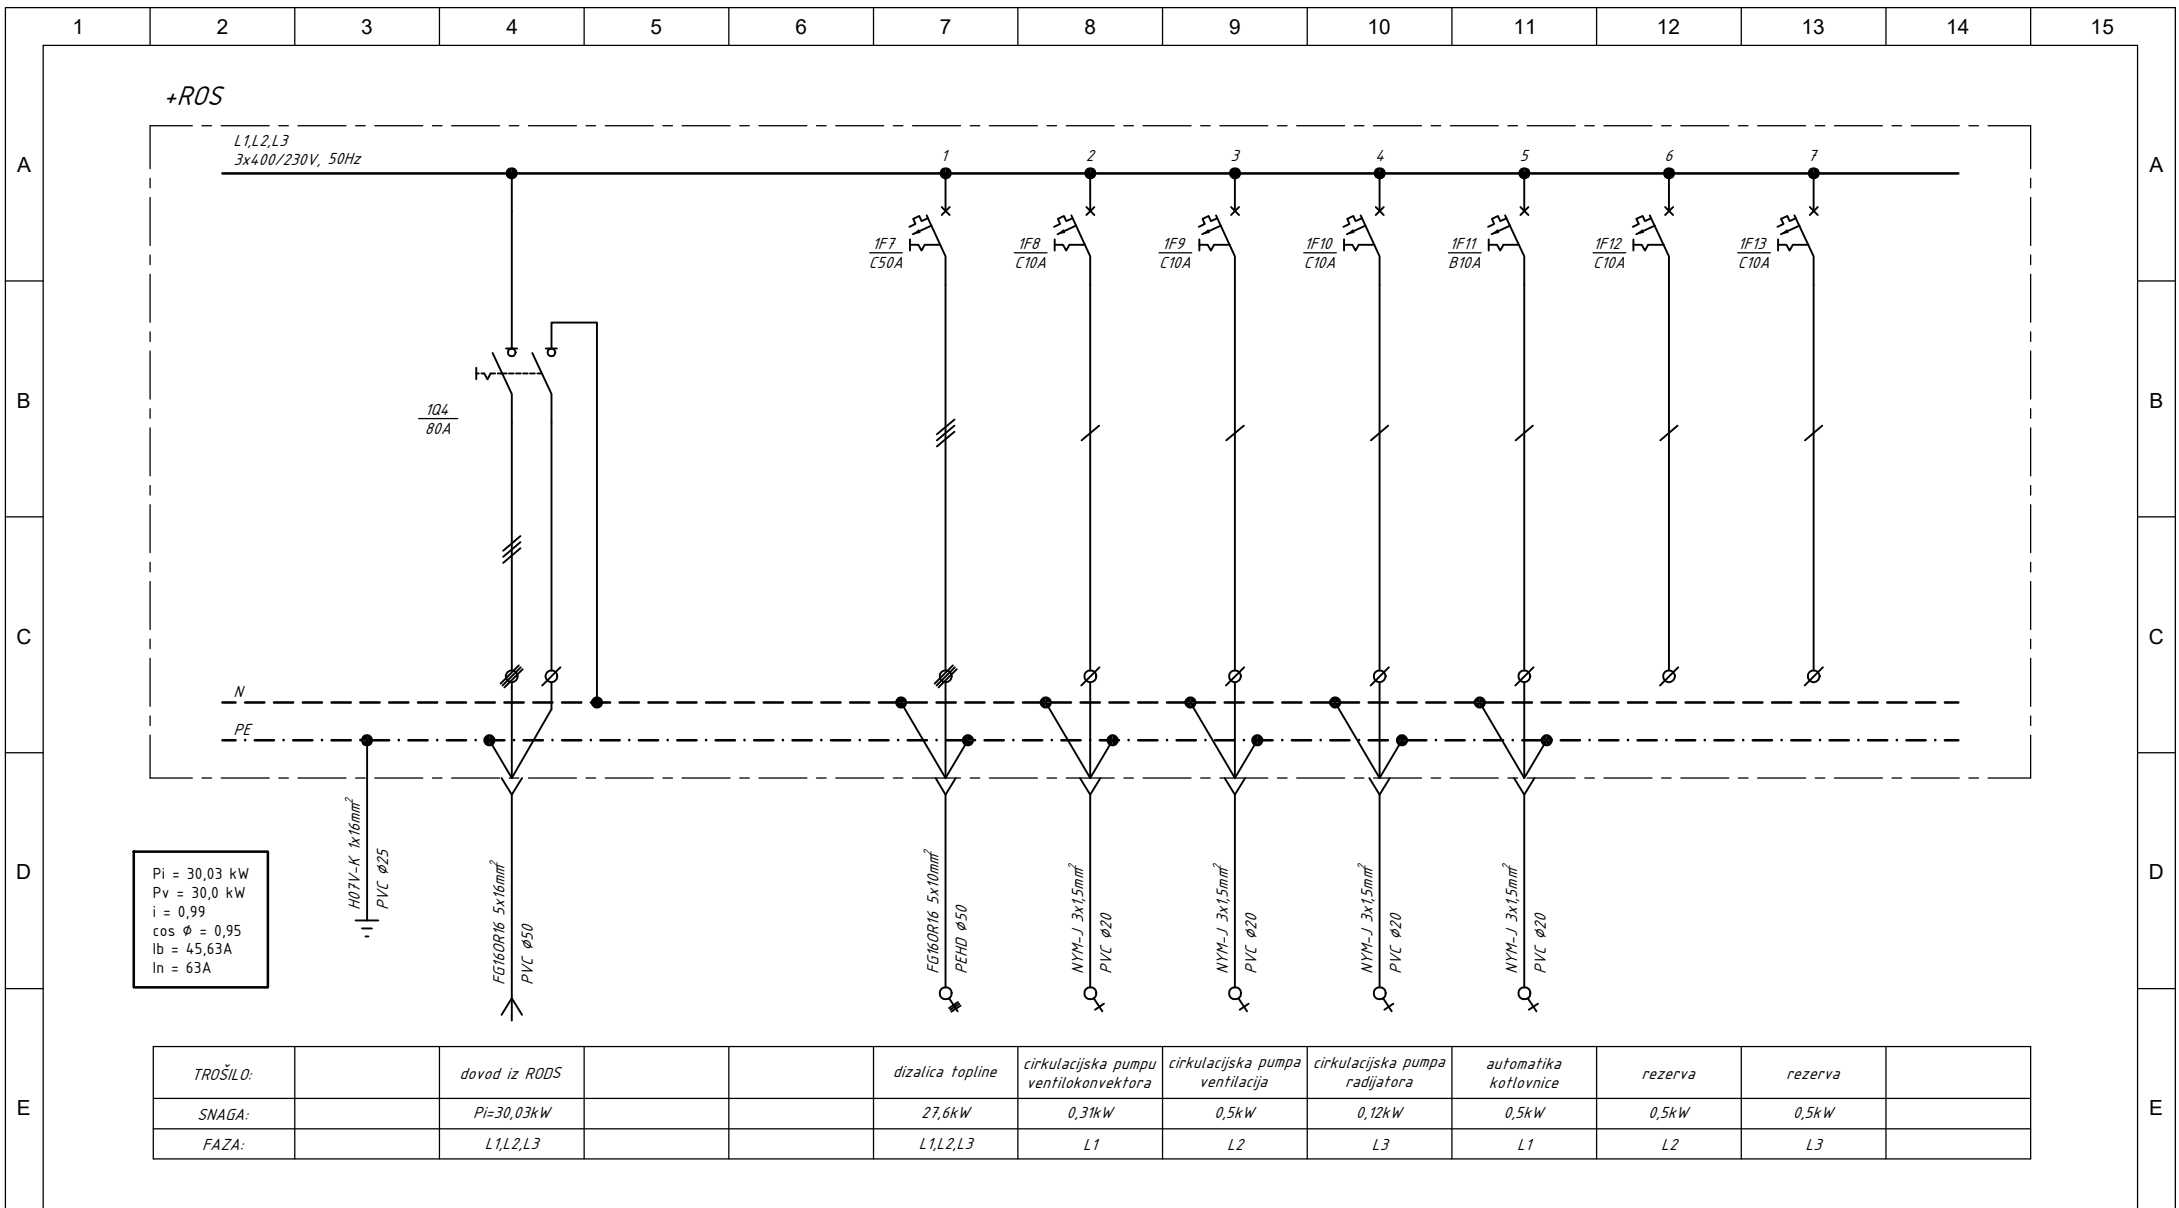 1 2 3 4 5 6 7 8 9 10 11 12 13 14 15
+ROS
L1,L2,L3
3x400/230V, 50Hz
1 2 3 4 5 6 7
A A
1F7 1F8 1F9 1F10 1F11 1F12 1F13
C50A C10A C10A C10A B10A C10A C10A
B B
1Q4
80A
C C
N
PE
D D
Pi = 30,03 kW
Pv = 30,0 kW
i = 0,99
cos φ = 0,95
Ib = 45,63A
In = 63A
H07V-K 1x16mm²
PVC Ø25
FG16OR16 5x16mm²
PVC Ø50
FG16OR16 5x10mm²
PEHD Ø50
NYM-J 3x1,5mm²
PVC Ø20
NYM-J 3x1,5mm²
PVC Ø20
NYM-J 3x1,5mm²
PVC Ø20
NYM-J 3x1,5mm²
PVC Ø20
E E
TROŠILO: dovod iz RODS dizalica topline cirkulacijska pumpu ventilokonvektora cirkulacijska pumpa ventilacija cirkulacijska pumpa radijatora automatika kotlovnice rezerva rezerva
SNAGA: Pi=30,03kW 27,6kW 0,31kW 0,5kW 0,12kW 0,5kW 0,5kW 0,5kW
FAZA: L1,L2,L3 L1,L2,L3 L1 L2 L3 L1 L2 L3